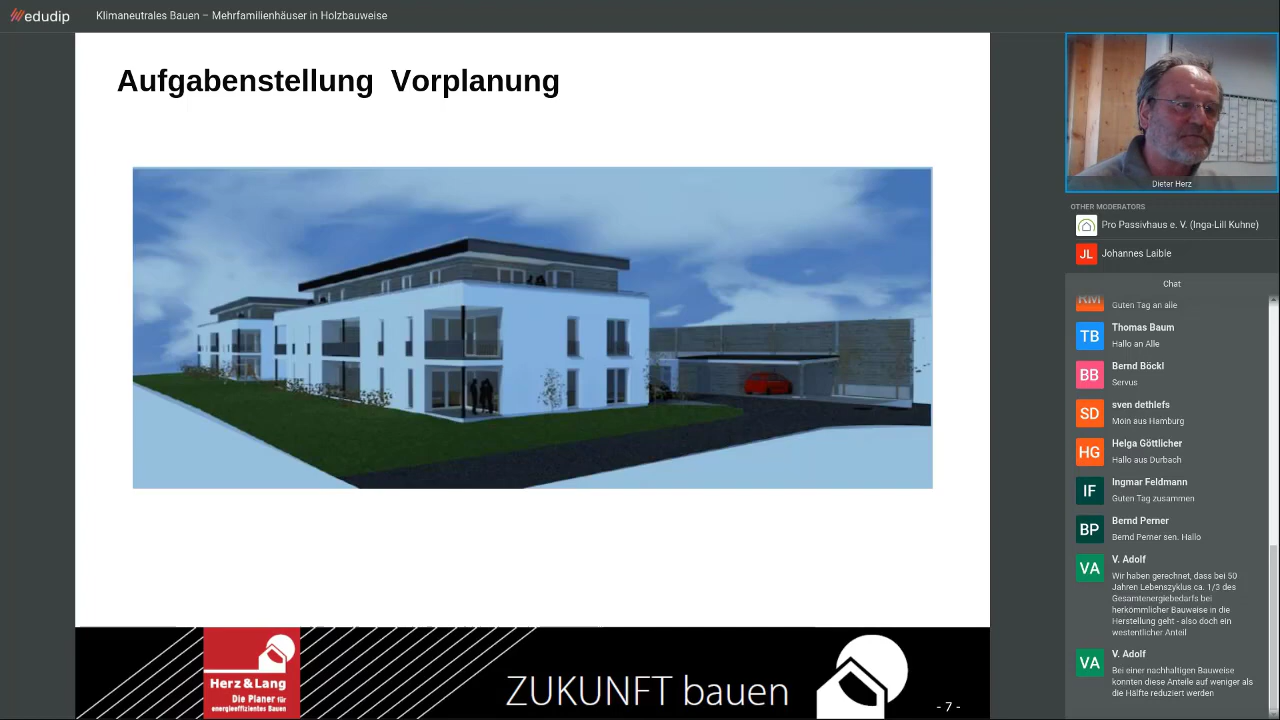 edudip
Klimaneutrales Bauen – Mehrfamilienhäuser in Holzbauweise
Aufgabenstellung Vorplanung
Herz & Lang
Die Planer für
energieeffizientes Bauen
ZUKUNFT bauen
- 7 -
Dieter Herz
OTHER MODERATORS
Pro Passivhaus e. V. (Inga-Lill Kuhne)
JL Johannes Laible
Chat
RM
Guten Tag an alle
TB Thomas Baum
Hallo an Alle
BB Bernd Böckl
Servus
SD sven dethlefs
Moin aus Hamburg
HG Helga Göttlicher
Hallo aus Durbach
IF Ingmar Feldmann
Guten Tag zusammen
BP Bernd Perner
Bernd Perner sen. Hallo
VA V. Adolf
Wir haben gerechnet, dass bei 50
Jahren Lebenszyklus ca. 1/3 des
Gesamtenergiebedarfs bei
herkömmlicher Bauweise in die
Herstellung geht - also doch ein
westentlicher Anteil
VA V. Adolf
Bei einer nachhaltigen Bauweise
konnten diese Anteile auf weniger als
die Hälfte reduziert werden